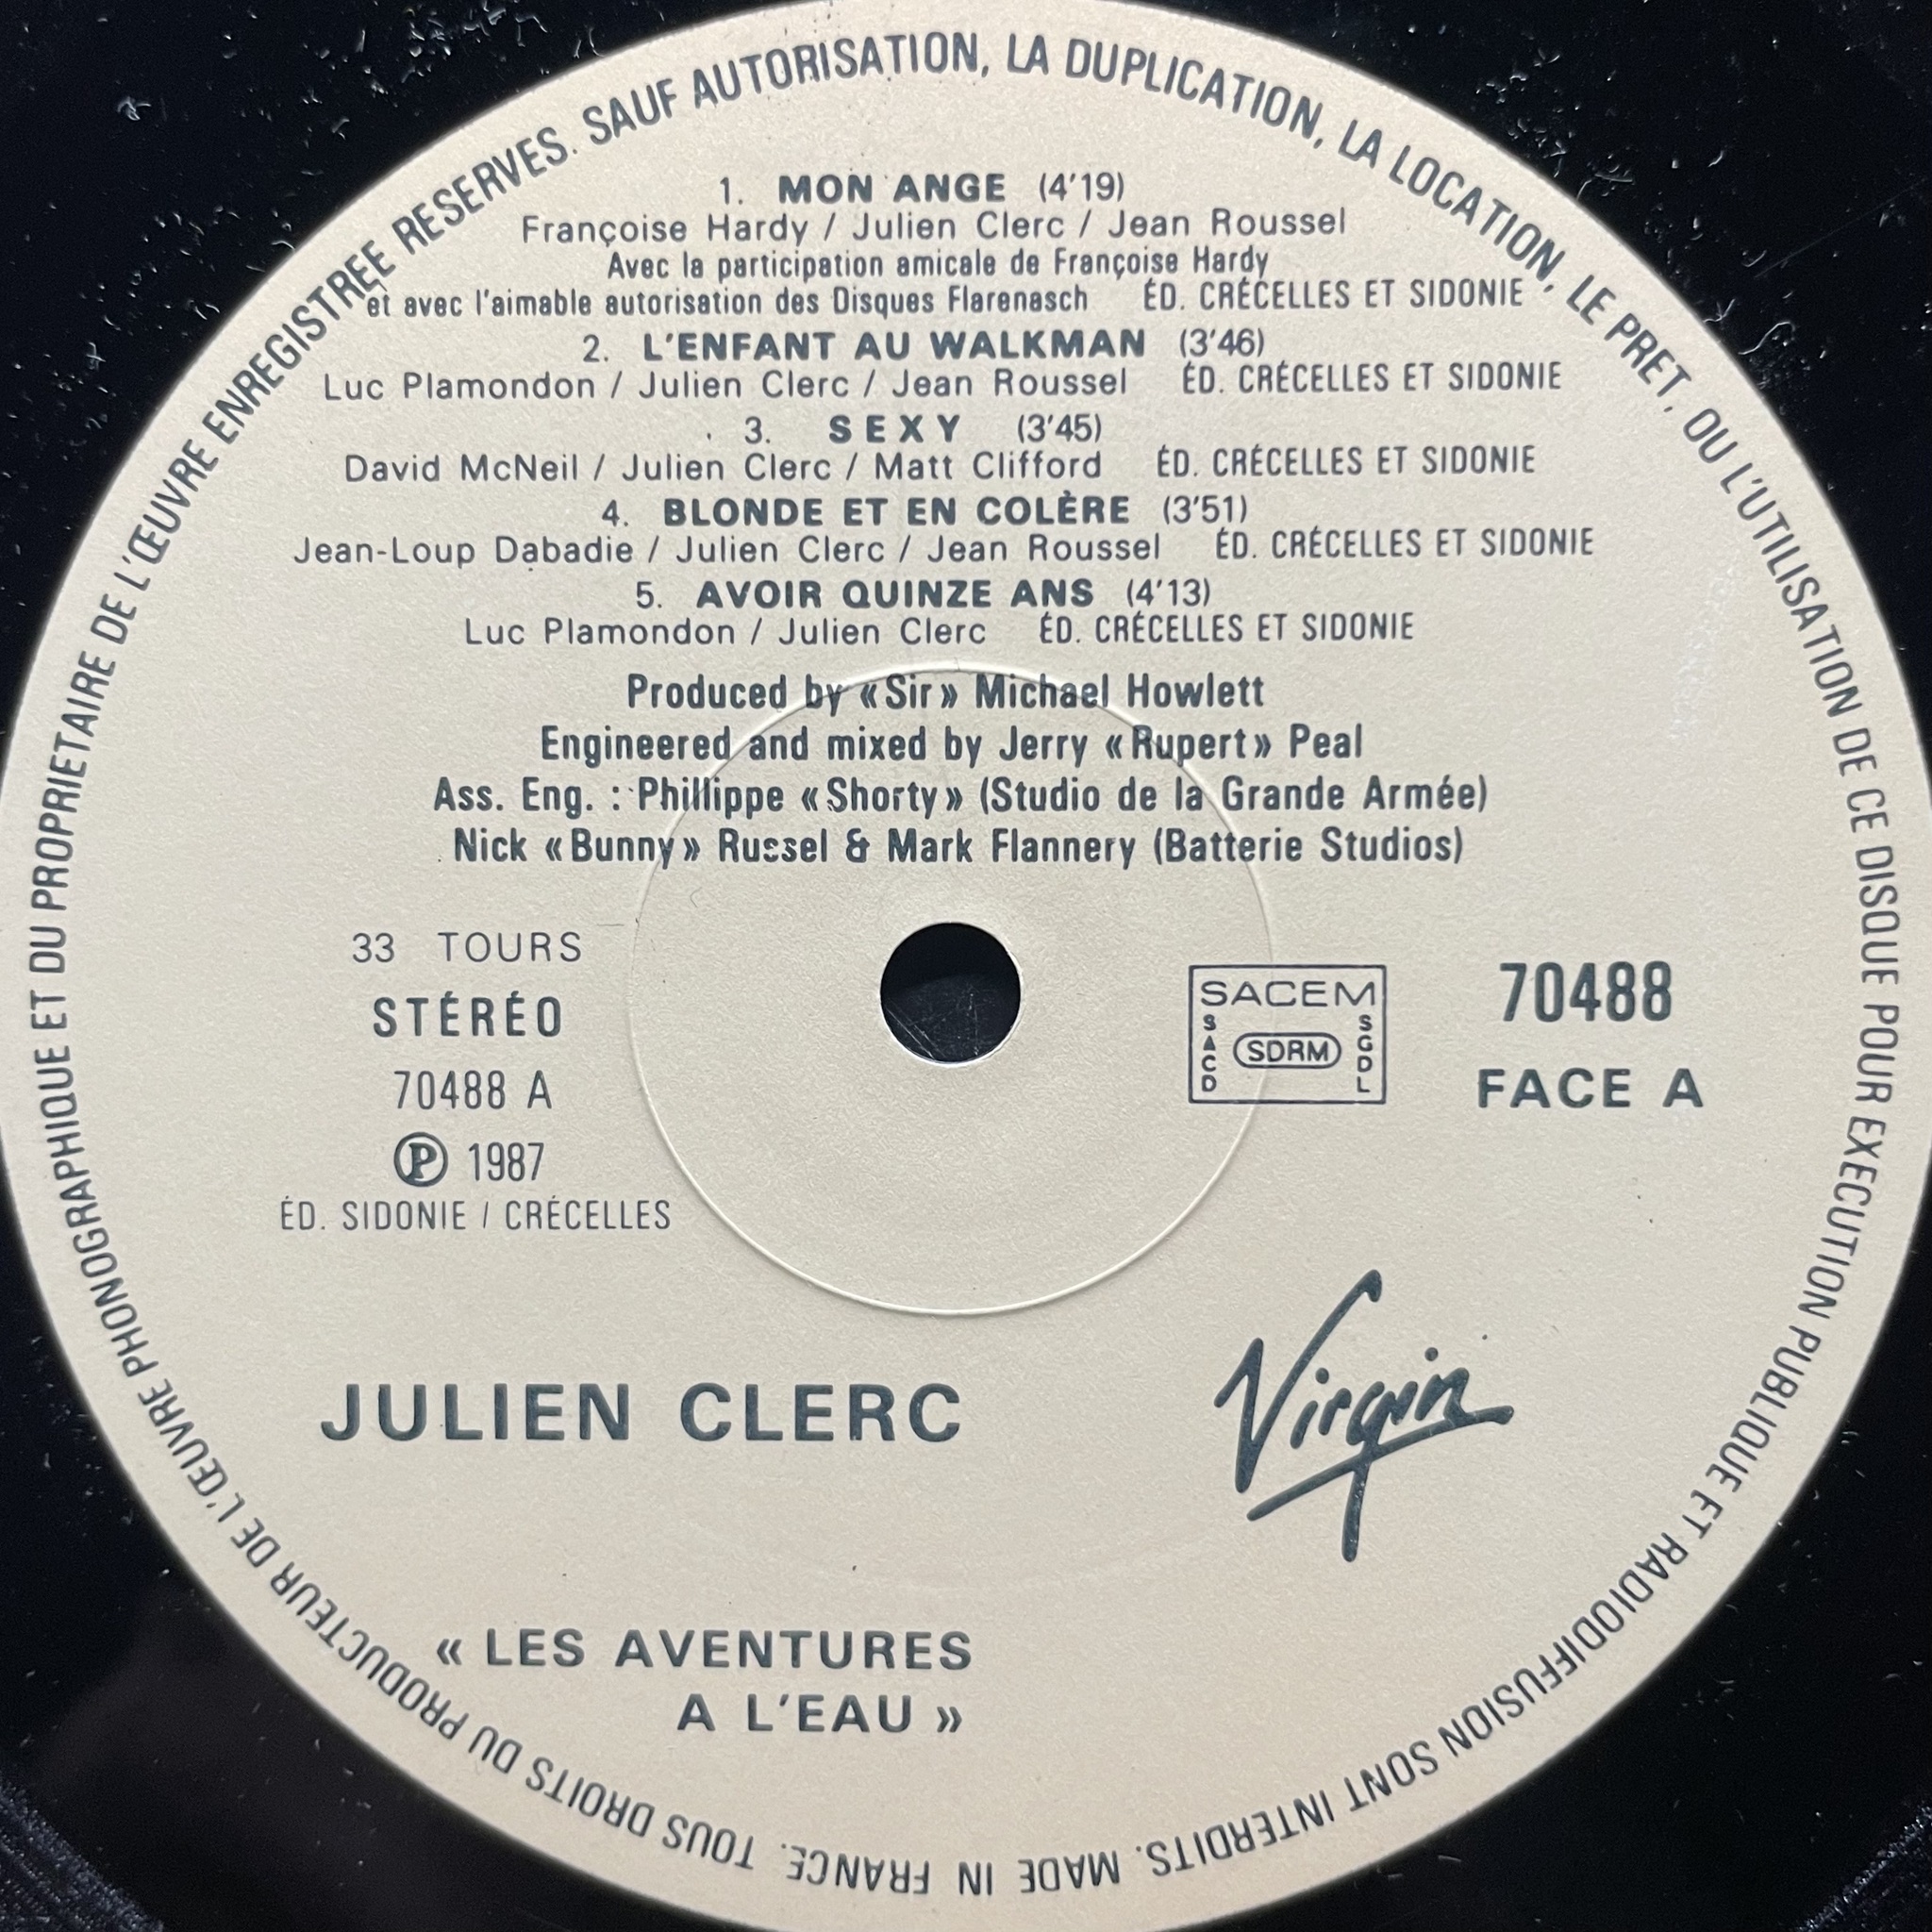 1. MON ANGE (4'19)
Françoise Hardy / Julien Clerc / Jean Roussel
Avec la participation amicale de Françoise Hardy
et avec l'aimable autorisation des Disques Flarenasch ÉD. CRÉCELLES ET SIDONIE
2. L'ENFANT AU WALKMAN (3'46)
Luc Plamondon / Julien Clerc / Jean Roussel ÉD. CRÉCELLES ET SIDONIE
3. SEXY (3'45)
David McNeil / Julien Clerc / Matt Clifford ÉD. CRÉCELLES ET SIDONIE
4. BLONDE ET EN COLÈRE (3'51)
Jean-Loup Dabadie / Julien Clerc / Jean Roussel ÉD. CRÉCELLES ET SIDONIE
5. AVOIR QUINZE ANS (4'13)
Luc Plamondon / Julien Clerc ÉD. CRÉCELLES ET SIDONIE
Produced by «Sir» Michael Howlett
Engineered and mixed by Jerry «Rupert» Peal
Ass. Eng. : Phillippe «Shorty» (Studio de la Grande Armée)
Nick «Bunny» Russel & Mark Flannery (Batterie Studios)
33 TOURS
STÉRÉO
70488 A
Ⓟ 1987
ÉD. SIDONIE / CRÉCELLES
SACEM
SACD
SDRM
SGDL
70488
FACE A
JULIEN CLERC
Virgin
« LES AVENTURES
A L'EAU »
TOUS DROITS DU PRODUCTEUR DE L'ŒUVRE PHONOGRAPHIQUE ET DU PROPRIETAIRE DE L'ŒUVRE ENREGISTREE RESERVES. SAUF AUTORISATION, LA DUPLICATION, LA LOCATION, LE PRET, OU L'UTILISATION DE CE DISQUE POUR EXECUTION PUBLIQUE ET RADIODIFFUSION SONT INTERDITS. MADE IN FRANCE.